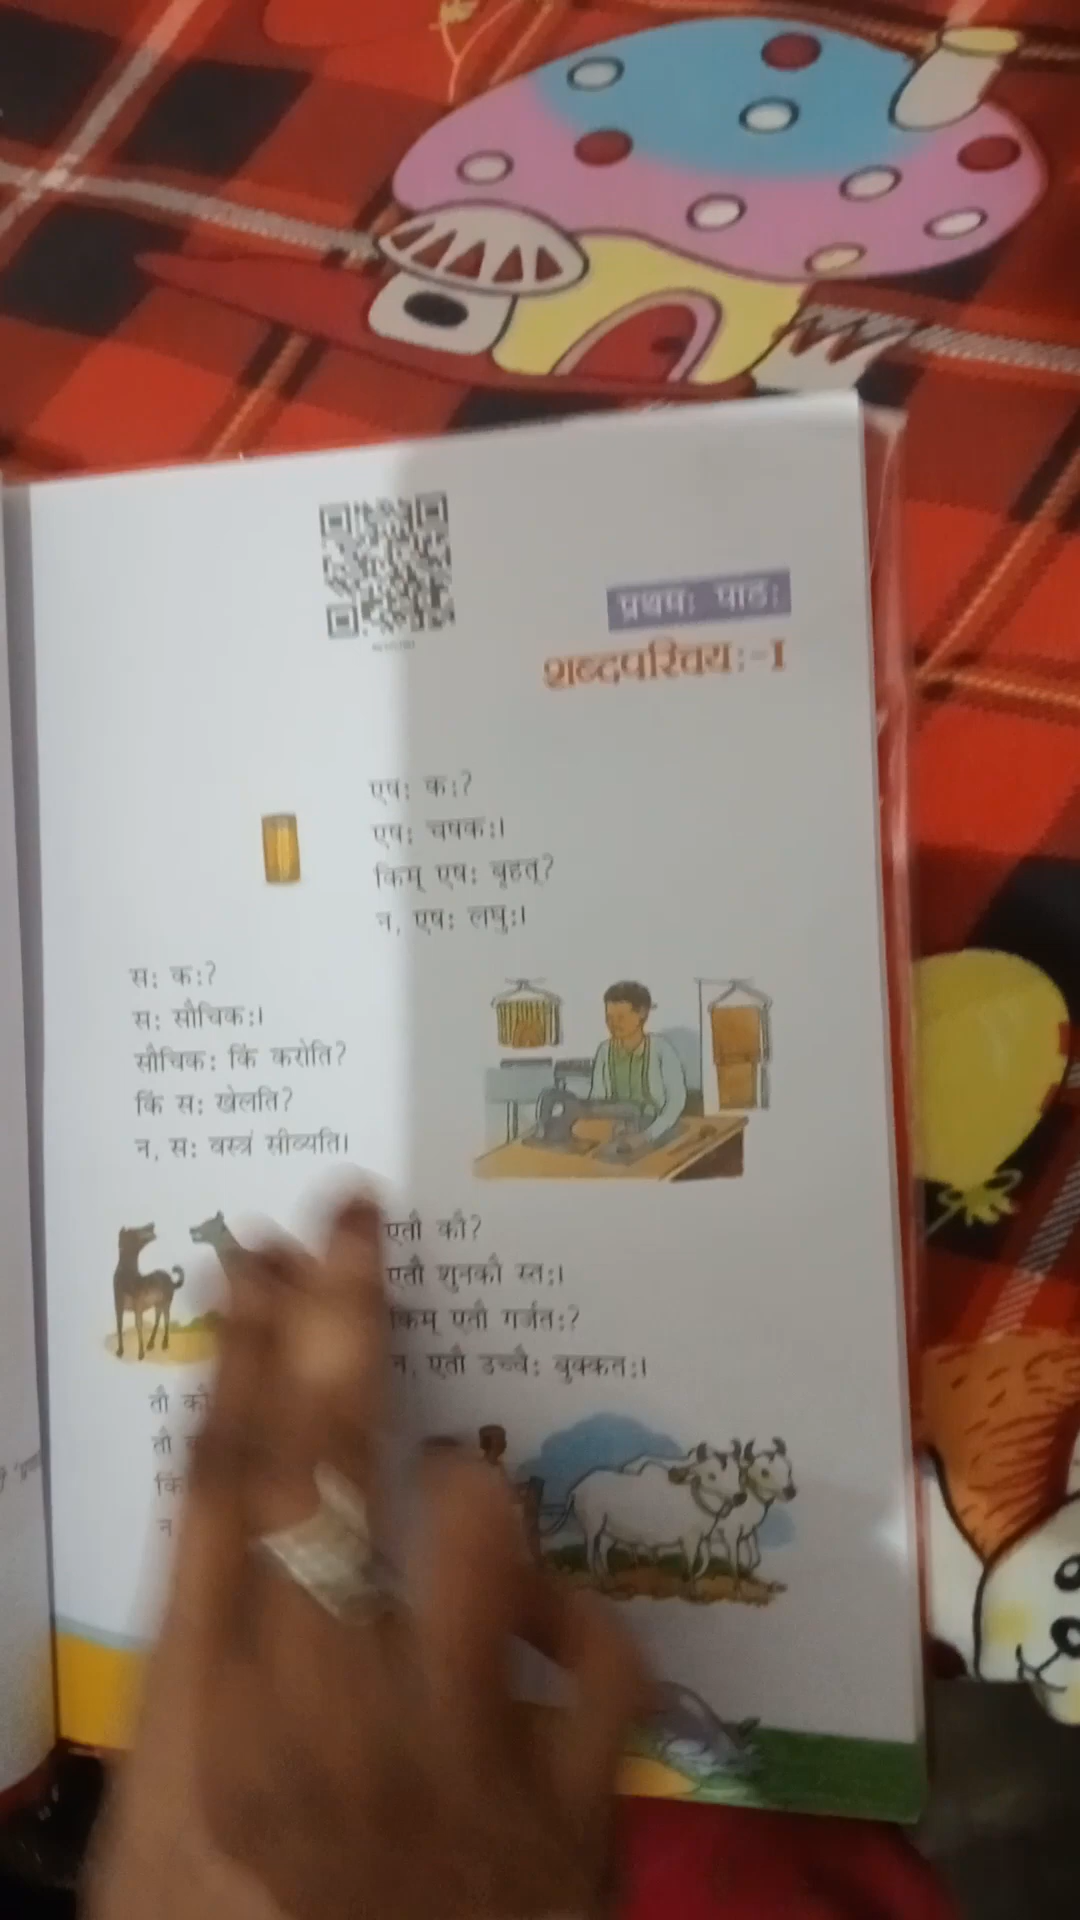 प्रथमः पाठः
शब्दपरिचयः-I
एषः कः?
एषः चषकः।
किम् एषः बृहत्?
न, एषः लघुः।
सः कः?
सः सौचिकः।
सौचिकः किं करोति?
किं सः खेलति?
न, सः वस्त्रं सीव्यति।
एतौ कौ?
एतौ शुनकौ स्तः।
किम् एतौ गर्जतः?
न, एतौ उच्चैः बुक्कतः।
तौ कौ
तौ
किं
न